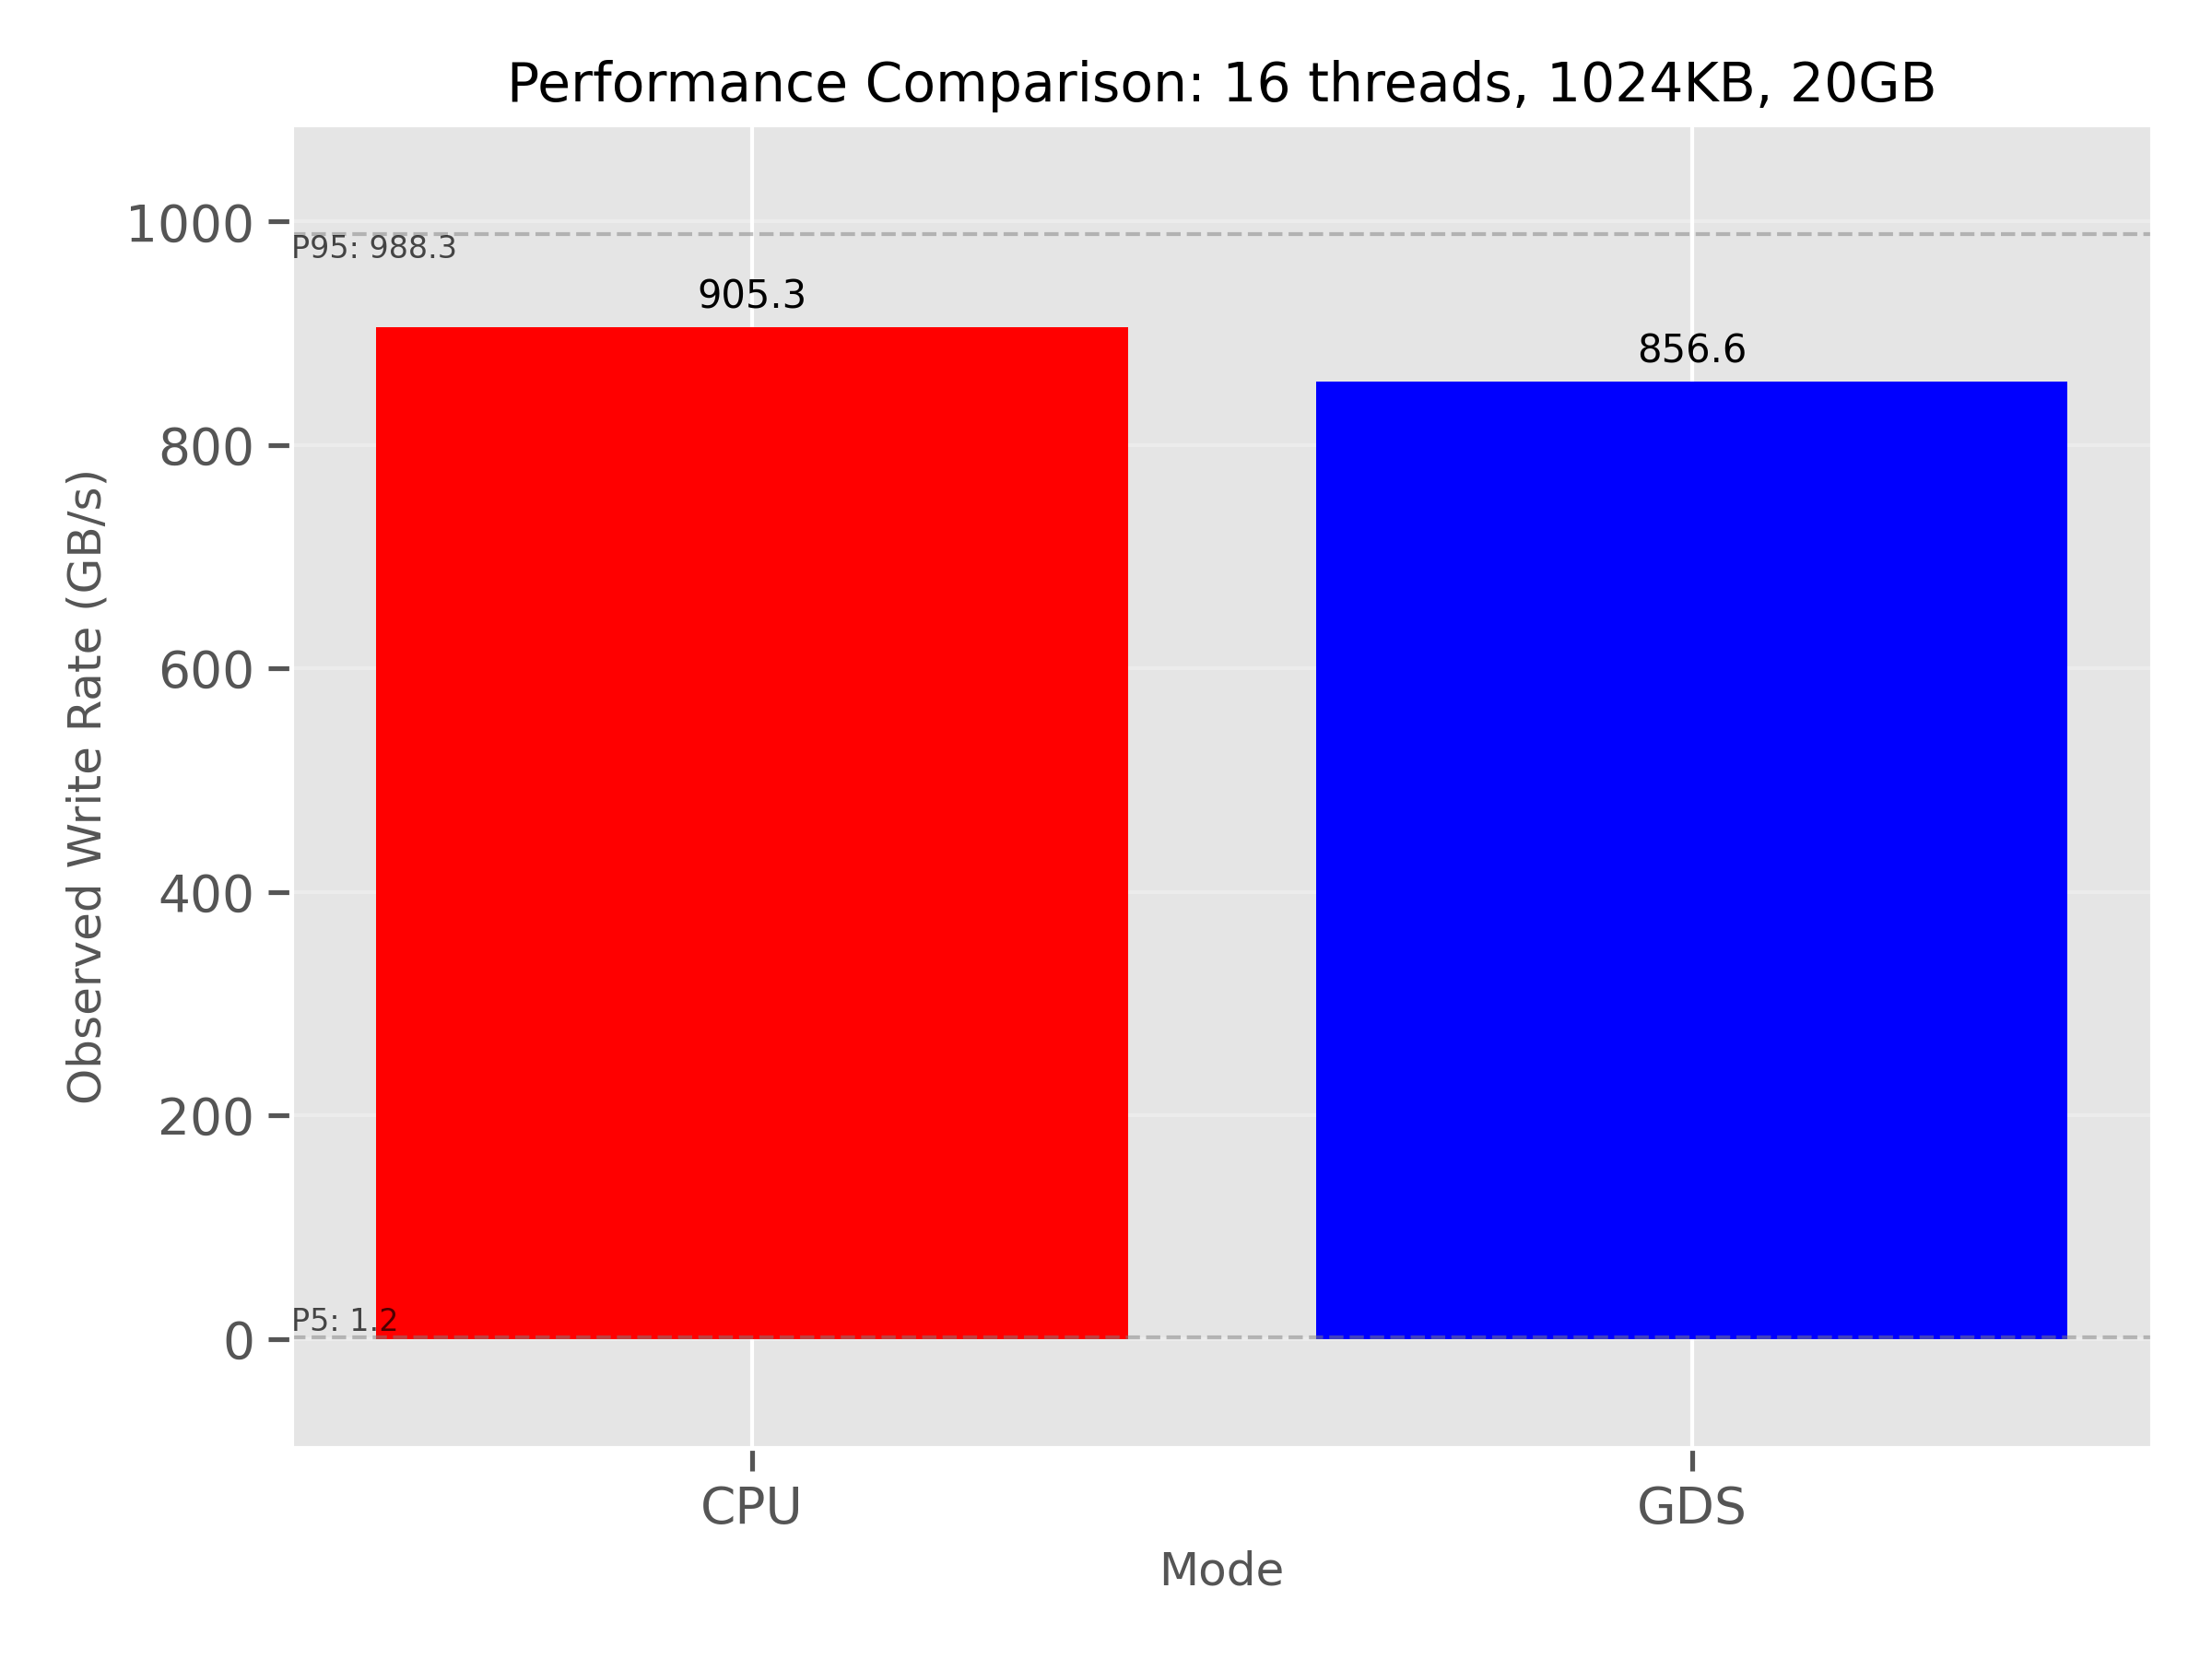 Performance Comparison: 16 threads, 1024KB, 20GB
Observed Write Rate (GB/s)
1000
800
600
400
200
0
P95: 988.3
905.3
856.6
P5: 1.2
CPU
GDS
Mode